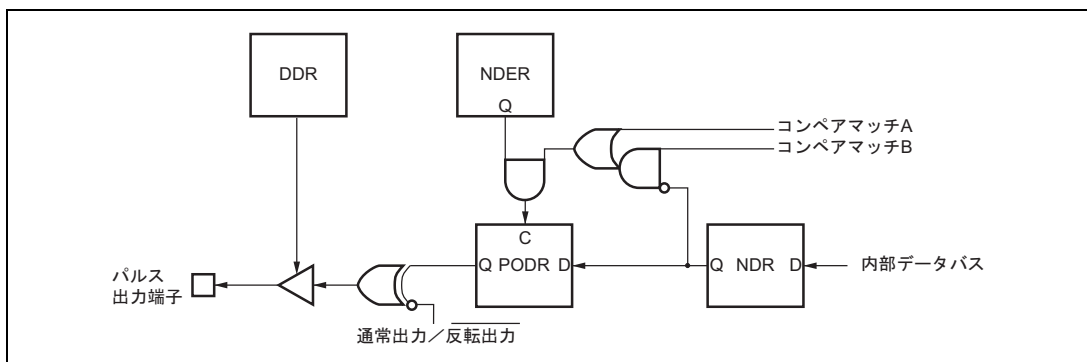 DDR
NDER
Q
コンペアマッチA
コンペアマッチB
C
Q PODR D
Q NDR D
内部データバス
パルス
出力端子
通常出力／反転出力